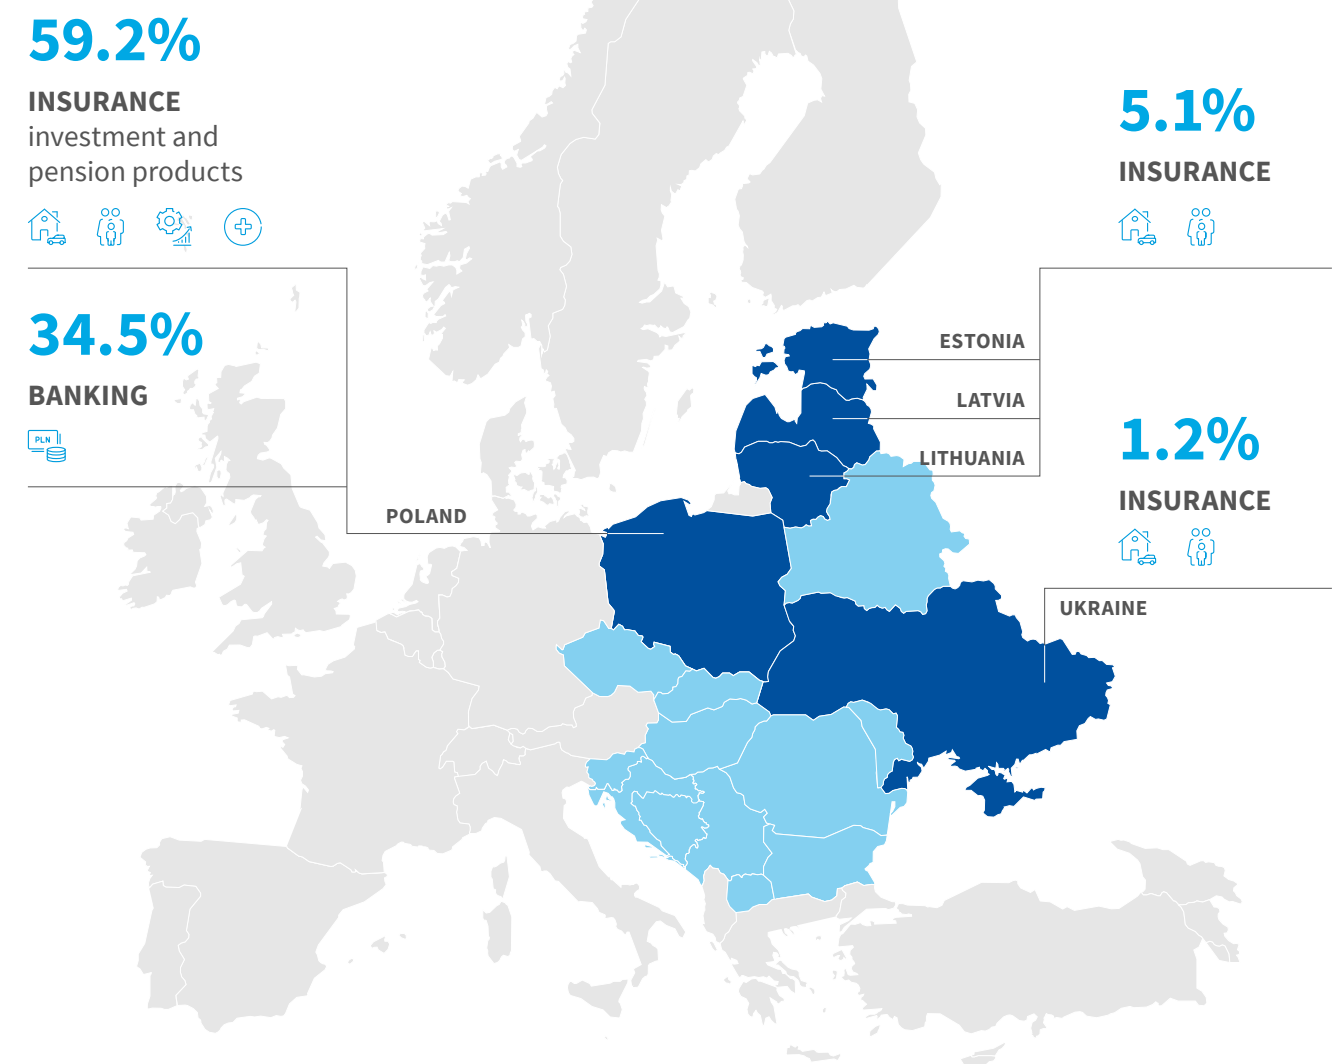 59.2%
INSURANCE
investment and
pension products
34.5%
BANKING
PLN
POLAND
5.1%
INSURANCE
ESTONIA
LATVIA
LITHUANIA
1.2%
INSURANCE
UKRAINE